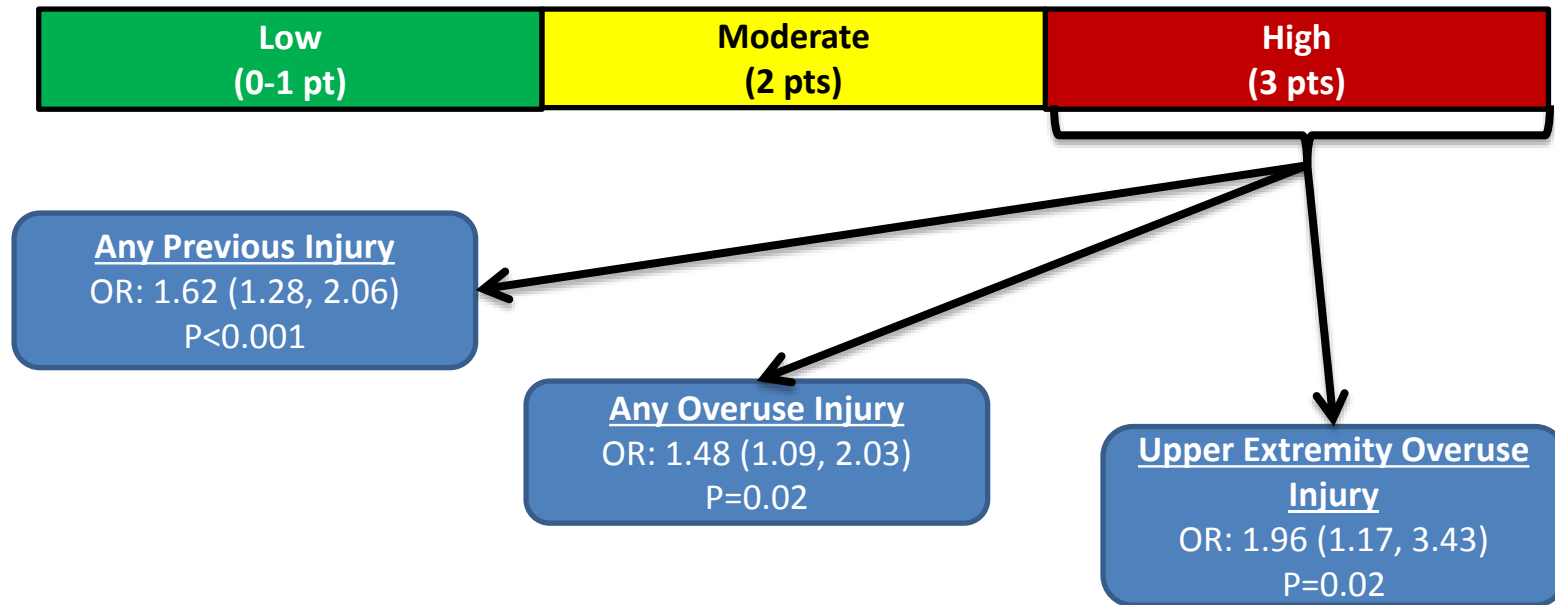 Low
(0-1 pt)
Moderate
(2 pts)
High
(3 pts)
Any Previous Injury
OR: 1.62 (1.28, 2.06)
P<0.001
Any Overuse Injury
OR: 1.48 (1.09, 2.03)
P=0.02
Upper Extremity Overuse
Injury
OR: 1.96 (1.17, 3.43)
P=0.02